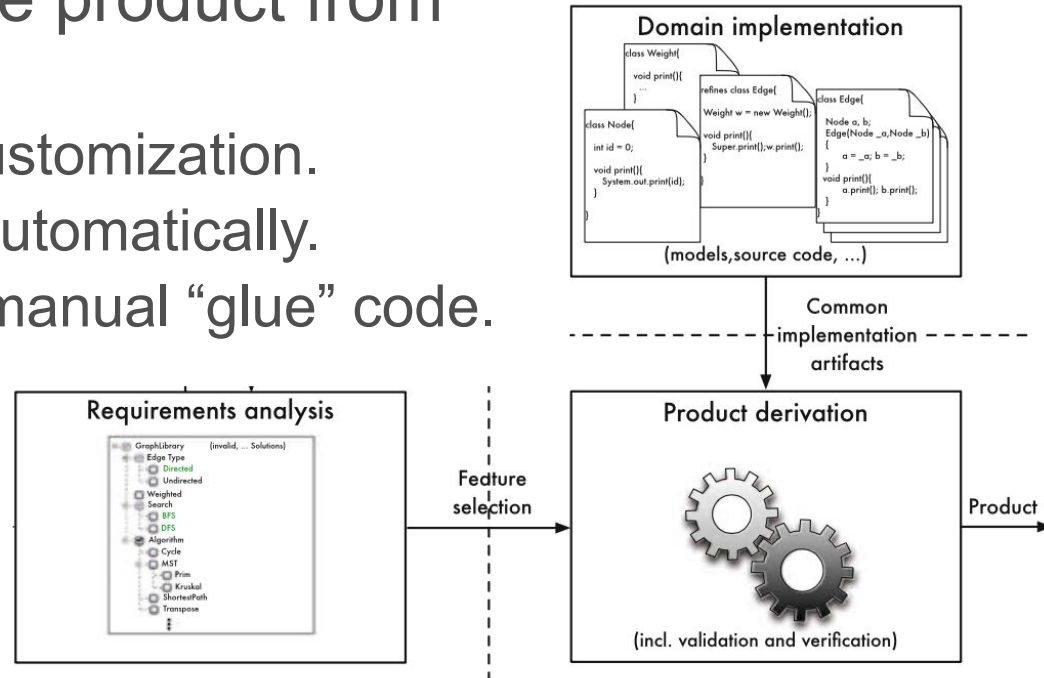 e product from
ustomization.
utomatically.
manual “glue” code.
Domain implementation
class Weight{
void print(){
...
}
refines class Edge{
Weight w = new Weight();
void print(){
Super.print();w.print();
}
}
class Node{
int id = 0;
void print(){
System.out.print(id);
}
}
class Edge{
Node a, b;
Edge(Node _a,Node _b)
{
a = _a; b = _b;
}
void print(){
a.print(); b.print();
}
}
(models,source code, ...)
Common
implementation
artifacts
Requirements analysis
GraphLibrary (invalid, ... Solutions)
Edge Type
Directed
Undirected
Weighted
Search
BFS
DFS
Algorithm
Cycle
MST
Prim
Kruskal
ShortestPath
Transpose
Feature
selection
Product derivation
(incl. validation and verification)
Product